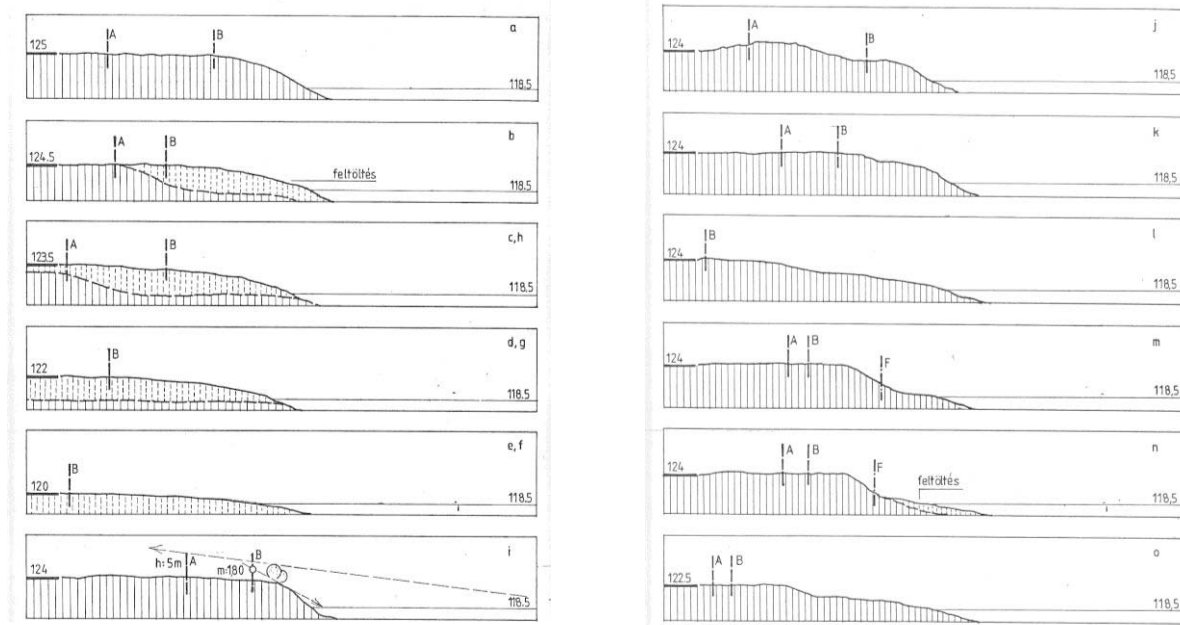 a
A B
125
118.5
b
A B
124.5
feltöltés
118.5
c, h
A B
123.5
118.5
d, g
B
122
118.5
e, f
B
120
118.5
i
A B
h=5m m=180
124
118.5
j
A B
124
118,5
k
A B
124
118,5
l
B
124
118,5
m
A B F
124
118,5
n
A B F
124
feltöltés
118,5
o
A B
122.5
118,5